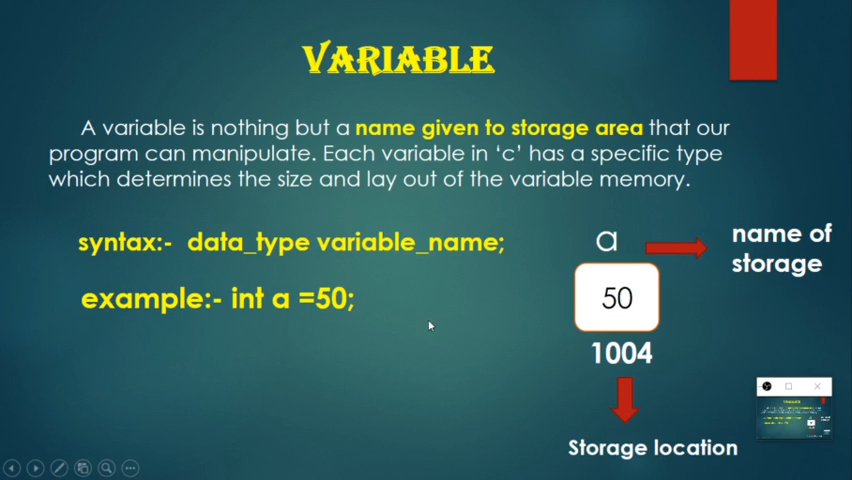 VARIABLE
A variable is nothing but a name given to storage area that our
program can manipulate. Each variable in ‘c’ has a specific type
which determines the size and lay out of the variable memory.
syntax:- data_type variable_name;
a
name of
storage
example:- int a =50;
50
1004
Storage location